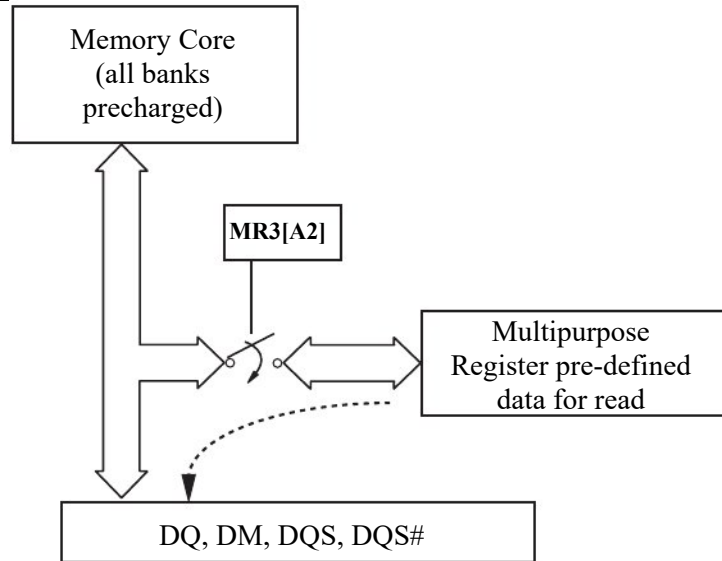 Memory Core
(all banks
precharged)
MR3[A2]
Multipurpose
Register pre-defined
data for read
DQ, DM, DQS, DQS#